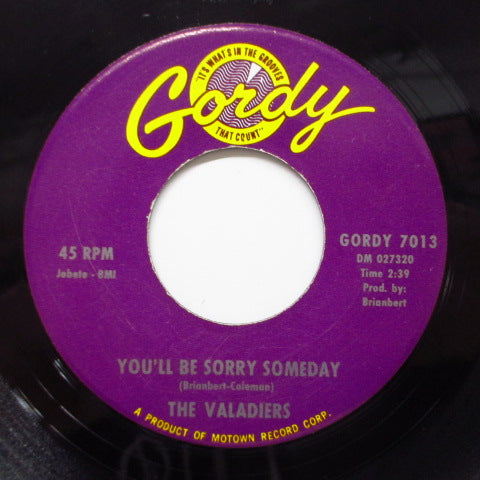 "IT'S WHAT'S IN THE GROOVES
Gordy
THAT COUNT"
45 RPM
Jobete - BMI
GORDY 7013
DM 027320
Time 2:39
Prod. by:
Brianbert
YOU'LL BE SORRY SOMEDAY
(Brianbert-Coleman)
THE VALADIERS
A PRODUCT OF MOTOWN RECORD CORP.